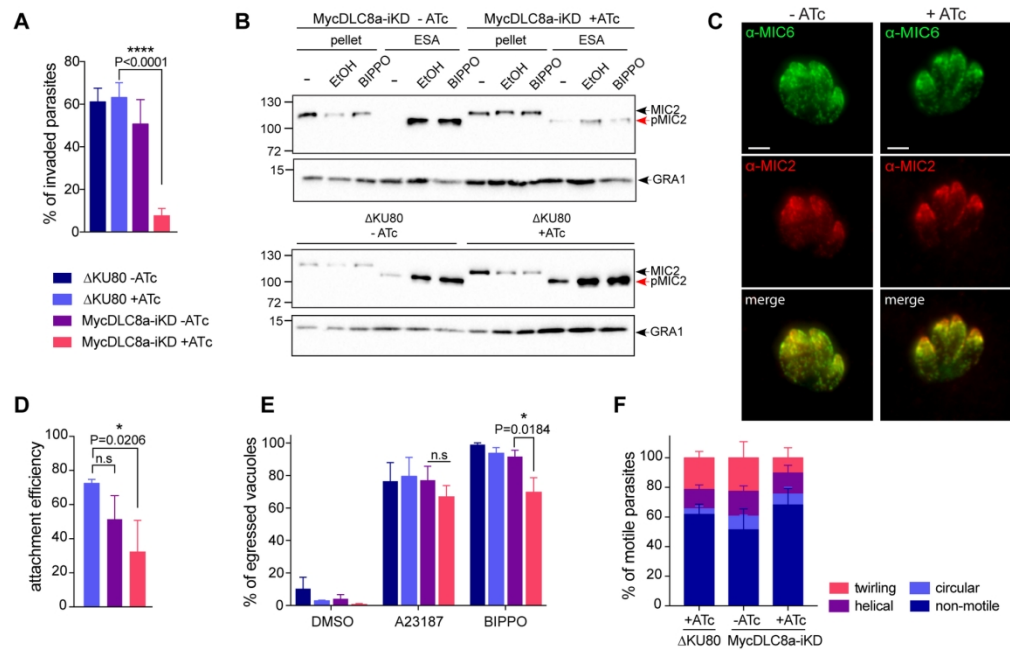 A
****
P<0.0001
% of invaded parasites
60
40
20
0
ΔKU80 -ATc
ΔKU80 +ATc
MycDLC8a-iKD -ATc
MycDLC8a-iKD +ATc
B
MycDLC8a-iKD - ATc
MycDLC8a-iKD +ATc
pellet
ESA
pellet
ESA
- EtOH BIPPO - EtOH BIPPO - EtOH BIPPO - EtOH BIPPO
130
100
72
MIC2
pMIC2
15
GRA1
ΔKU80
- ATc
ΔKU80
+ATc
130
100
72
MIC2
pMIC2
15
GRA1
C
- ATc
+ ATc
α-MIC6
α-MIC6
α-MIC2
α-MIC2
merge
merge
D
*
P=0.0206
n.s
attachment efficiency
100
80
60
40
20
0
E
*
P=0.0184
n.s
% of egressed vacuoles
100
80
60
40
20
0
DMSO
A23187
BIPPO
F
% of motile parasites
100
80
60
40
20
0
+ATc
-ATc
+ATc
ΔKU80
MycDLC8a-iKD
twirling
circular
helical
non-motile